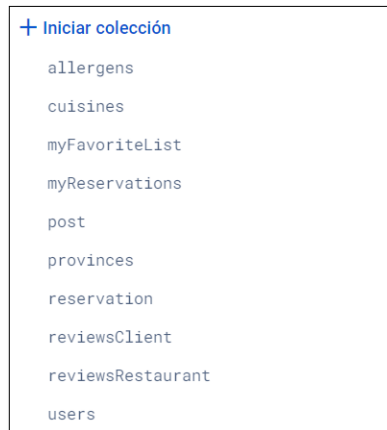 + Iniciar colección
allergens
cuisines
myFavoriteList
myReservations
post
provinces
reservation
reviewsClient
reviewsRestaurant
users